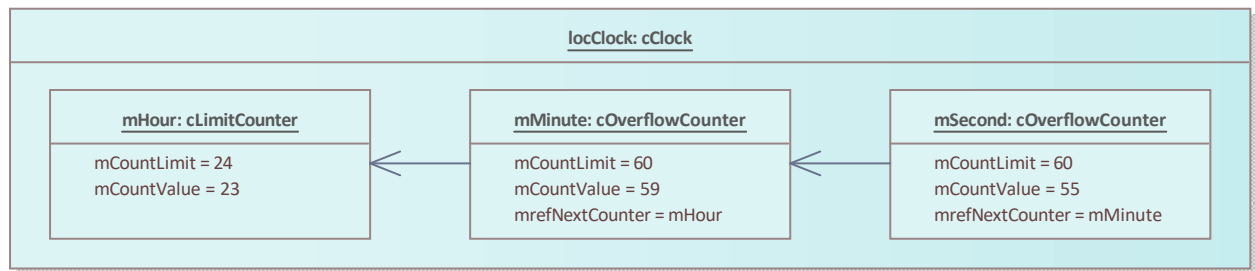 locClock: cClock
mHour: cLimitCounter
mCountLimit = 24
mCountValue = 23
mMinute: cOverflowCounter
mCountLimit = 60
mCountValue = 59
mrefNextCounter = mHour
mSecond: cOverflowCounter
mCountLimit = 60
mCountValue = 55
mrefNextCounter = mMinute